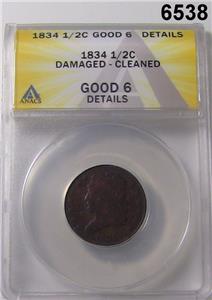 6538
1834 1/2C GOOD 6 DETAILS
1834 1/2C
DAMAGED - CLEANED
GOOD 6
DETAILS
ANACS